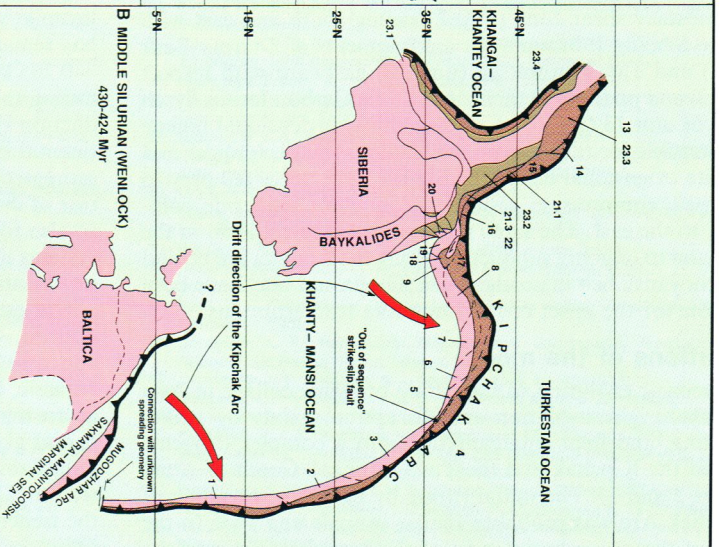 B MIDDLE SILURIAN (WENLOCK)
430-424 Myr
5°N
15°N
25°N
35°N
45°N
KHANGAI–
KHANTEY OCEAN
23.1
23.4
13
23.3
14
15
21.1
23.2
21.3 22
16
20
19
18
17
9
8
SIBERIA
BAYKALIDES
KIPCHAK ARC
7
6
5
4
3
2
1
TURKESTAN OCEAN
KHANTY–MANSI OCEAN
"Out of sequence"
strike-slip fault
Drift direction of the Kipchak Arc
?
BALTICA
Connection with unknown
spreading geometry
MUGODZHAR ARC
SAKMARA–MAGNITOGORSK
MARGINAL SEA